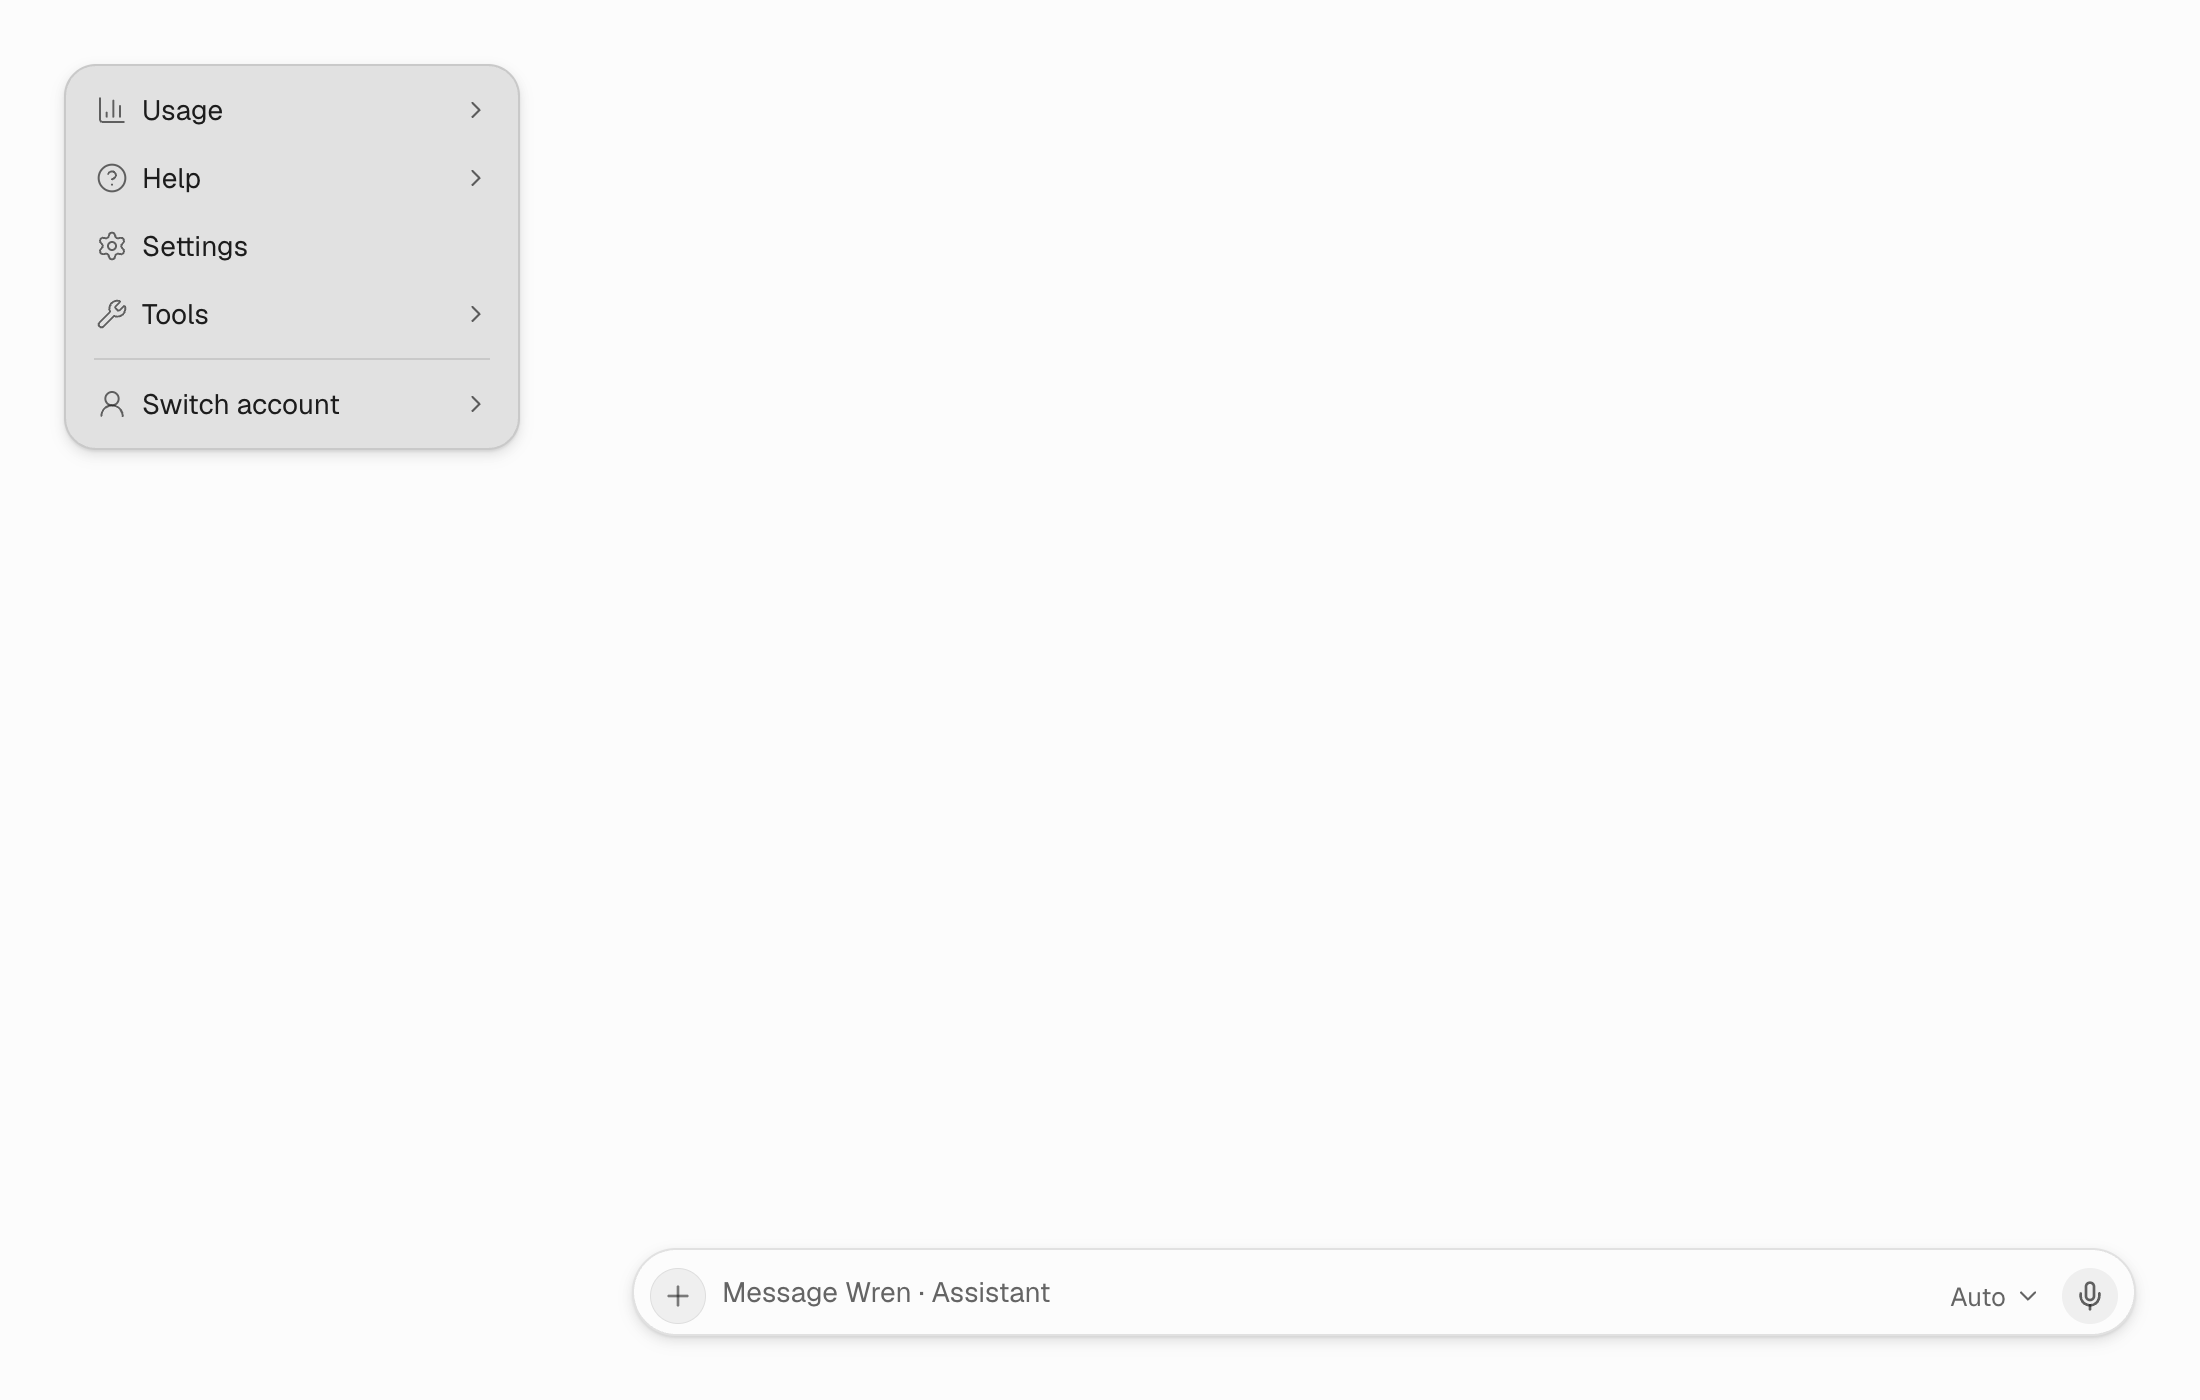 Usage
Help
Settings
Tools
Switch account
Message Wren · Assistant
Auto